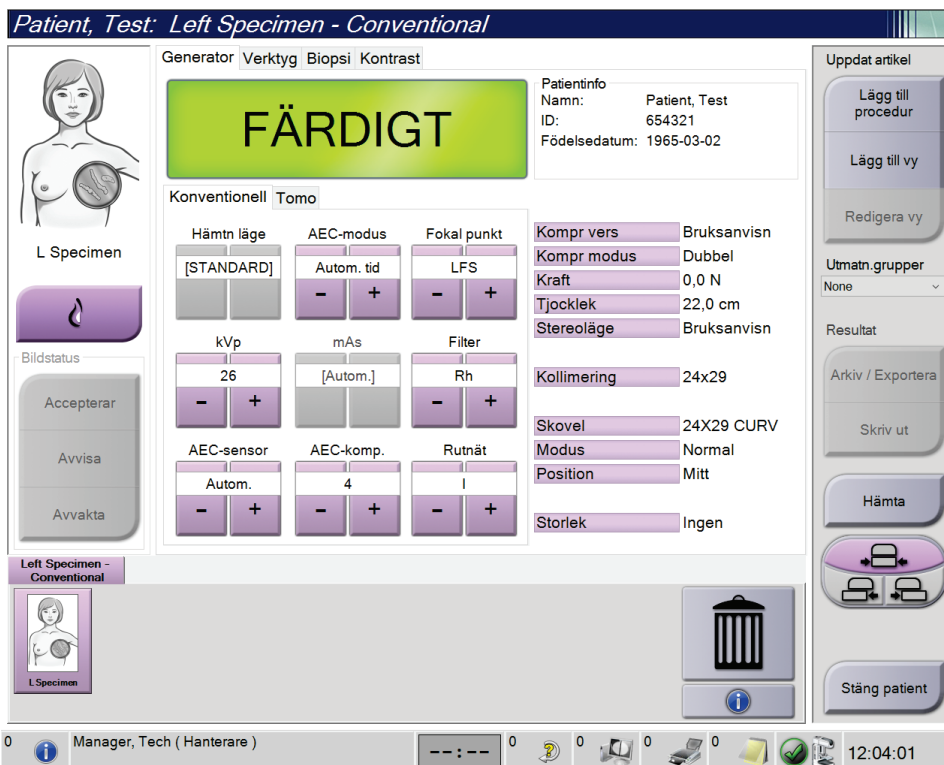 Patient, Test: Left Specimen - Conventional
Generator Verktyg Biopsi Kontrast
Uppdat artikel
FÄRDIGT
Patientinfo
Namn: Patient, Test
ID: 654321
Födelsedatum: 1965-03-02
Lägg till
procedur
Lägg till vy
Redigera vy
L Specimen
Konventionell Tomo
Hämtn läge AEC-modus Fokal punkt
[STANDARD] Autom. tid LFS
- + - +
kVp mAs Filter
26 [Autom.] Rh
- + - +
AEC-sensor AEC-komp. Rutnät
Autom. 4 I
- + - + - +
Kompr vers Bruksanvisn
Kompr modus Dubbel
Kraft 0,0 N
Tjocklek 22,0 cm
Stereoläge Bruksanvisn
Kollimering 24x29
Skovel 24X29 CURV
Modus Normal
Position Mitt
Storlek Ingen
Utmatn.grupper
None
Resultat
Arkiv / Exportera
Skriv ut
Hämta
Stäng patient
Bildstatus
Accepterar
Avvisa
Avvakta
Left Specimen -
Conventional
L Specimen
0 Manager, Tech ( Hanterare ) --:-- 0 0 0 0 12:04:01